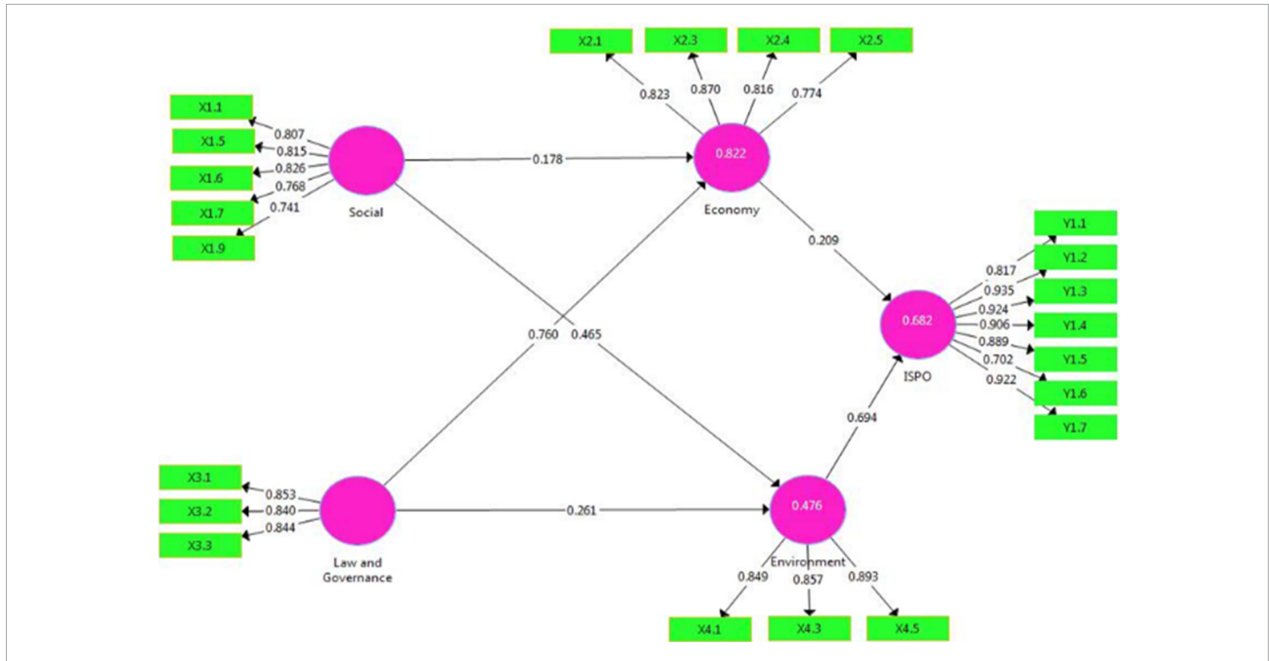 X2.1
X2.3
X2.4
X2.5
0.823
0.870
0.816
0.774
X1.1
X1.5
X1.6
X1.7
X1.9
0.807
0.815
0.826
0.768
0.741
Social
0.178
0.822
Economy
0.209
0.760
0.465
0.682
ISPO
0.817
0.935
0.924
0.906
0.889
0.702
0.922
Y1.1
Y1.2
Y1.3
Y1.4
Y1.5
Y1.6
Y1.7
0.694
X3.1
X3.2
X3.3
0.853
0.840
0.844
Law and
Governance
0.261
0.476
Environment
0.849
0.857
0.893
X4.1
X4.3
X4.5